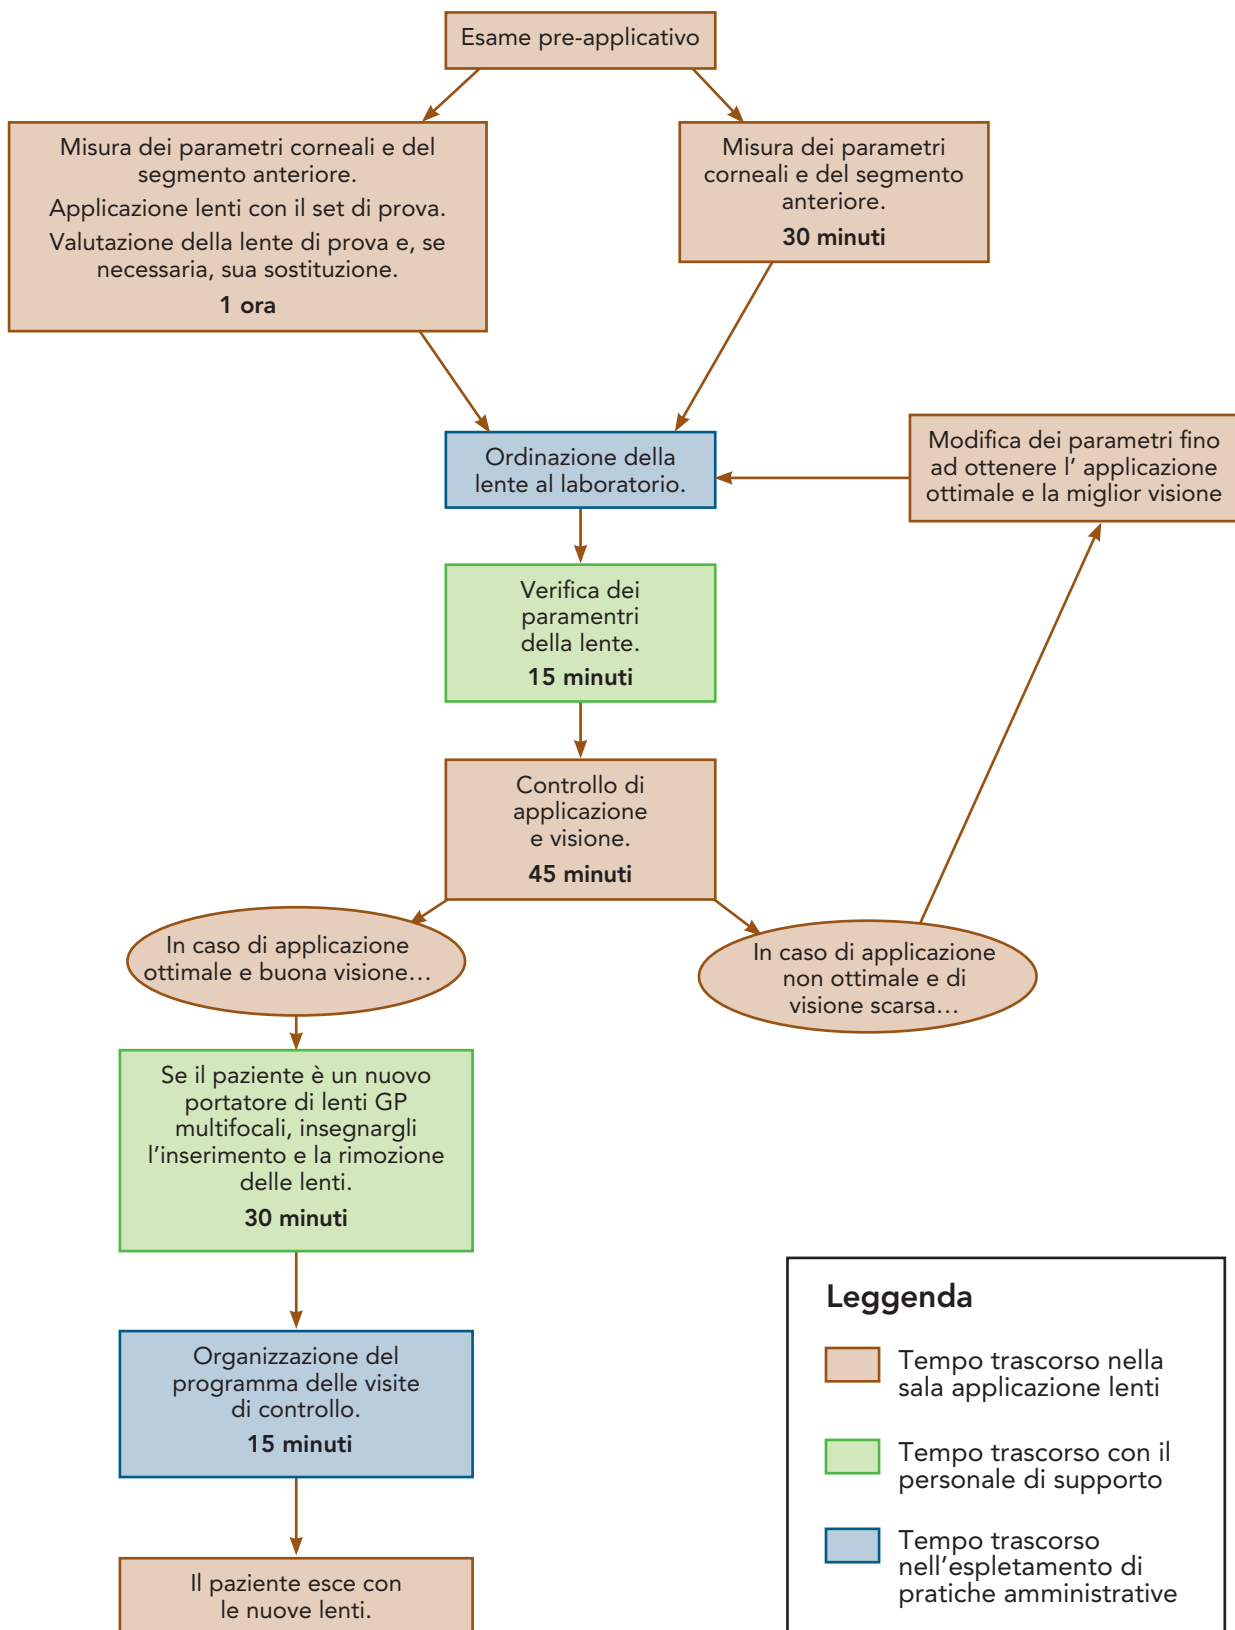 Esame pre-applicativo
Misura dei parametri corneali e del
segmento anteriore.
Applicazione lenti con il set di prova.
Valutazione della lente di prova e, se
necessaria, sua sostituzione.
1 ora
Misura dei parametri
corneali e del segmento
anteriore.
30 minuti
Ordinazione della
lente al laboratorio.
Modifica dei parametri fino
ad ottenere l’ applicazione
ottimale e la miglior visione
Verifica dei
paramentri
della lente.
15 minuti
Controllo di
applicazione
e visione.
45 minuti
In caso di applicazione
ottimale e buona visione…
In caso di applicazione
non ottimale e di
visione scarsa…
Se il paziente è un nuovo
portatore di lenti GP
multifocali, insegnargli
l’inserimento e la rimozione
delle lenti.
30 minuti
Organizzazione del
programma delle visite
di controllo.
15 minuti
Il paziente esce con
le nuove lenti.
Leggenda
Tempo trascorso nella
sala applicazione lenti
Tempo trascorso con il
personale di supporto
Tempo trascorso
nell’espletamento di
pratiche amministrative